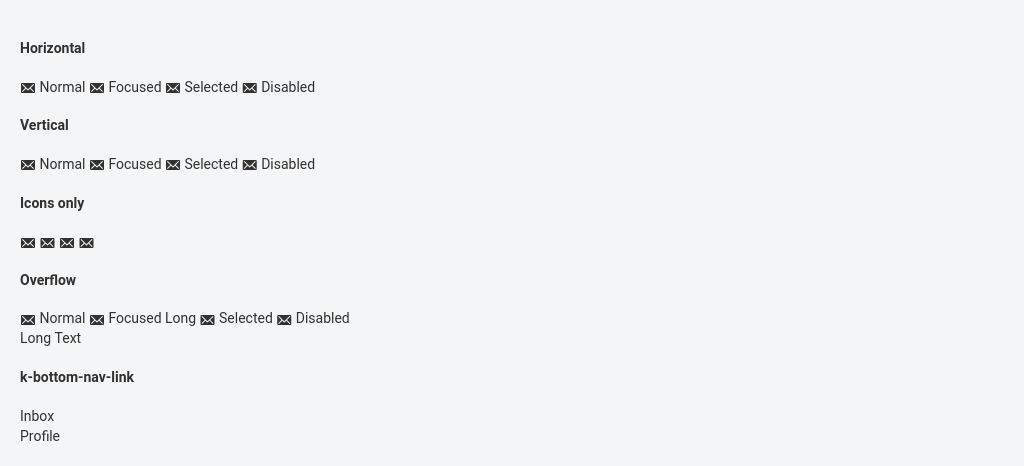 Horizontal
Normal Focused Selected Disabled
Vertical
Normal Focused Selected Disabled
Icons only
Overflow
Normal Focused Long Selected Disabled
Long Text
k-bottom-nav-link
Inbox
Profile